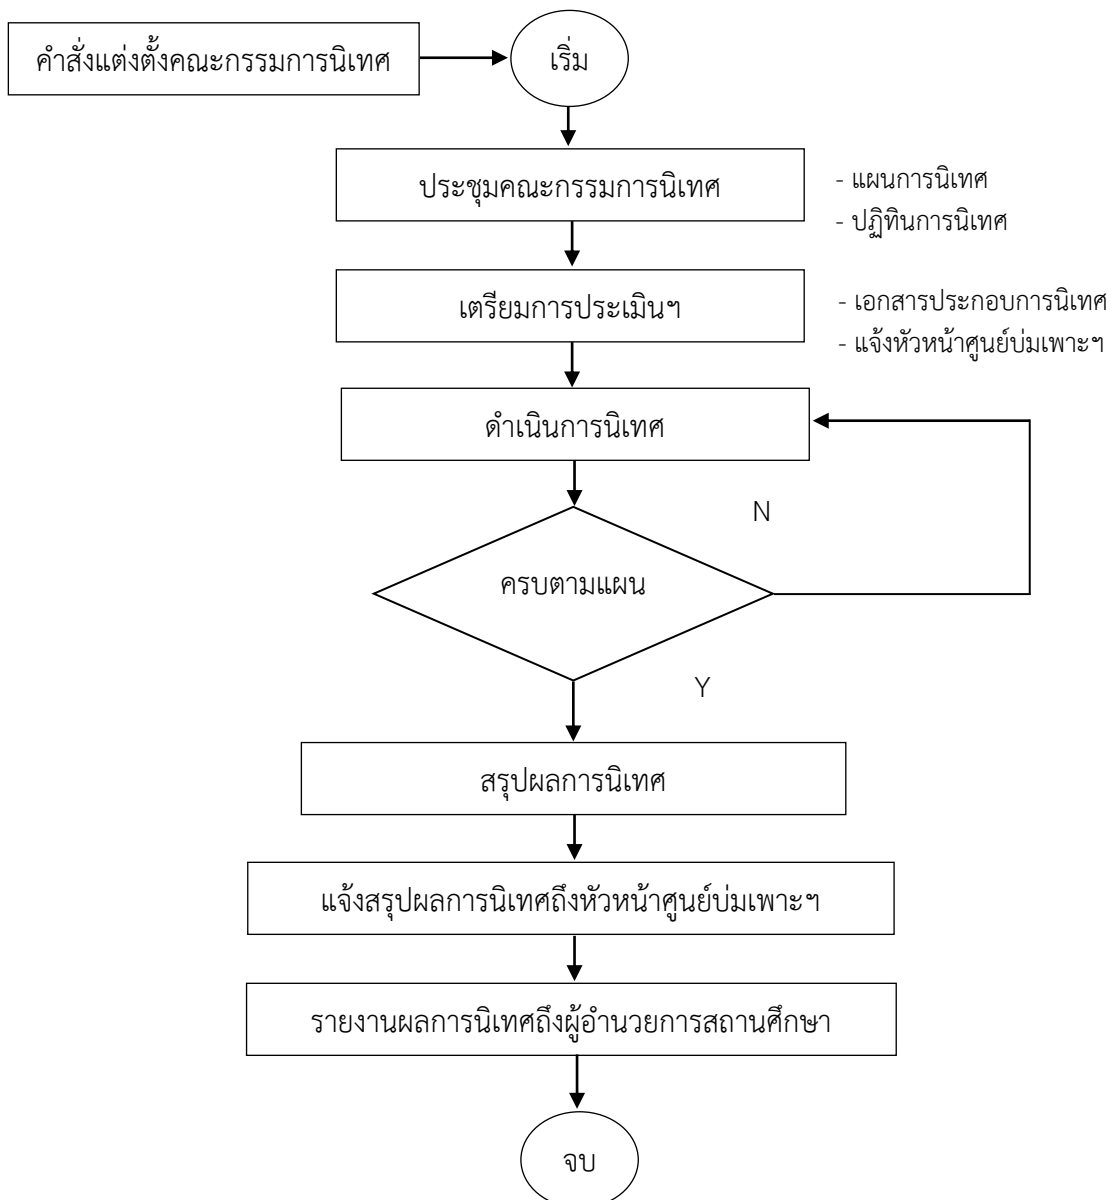 คำสั่งแต่งตั้งคณะกรรมการนิเทศ
เริ่ม
ประชุมคณะกรรมการนิเทศ
- แผนการนิเทศ
- ปฏิทินการนิเทศ
เตรียมการประเมินฯ
- เอกสารประกอบการนิเทศ
- แจ้งหัวหน้าศูนย์บ่มเพาะฯ
ดำเนินการนิเทศ
N
ครบตามแผน
Y
สรุปผลการนิเทศ
แจ้งสรุปผลการนิเทศถึงหัวหน้าศูนย์บ่มเพาะฯ
รายงานผลการนิเทศถึงผู้อำนวยการสถานศึกษา
จบ